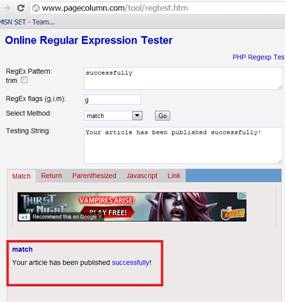 www.pagecolumn.com/tool/regtest.htm
MSN SET - Team...
Online Regular Expression Tester
PHP Regexp Test
RegEx Pattern: successfully
trim
RegEx flags (g,i,m): g
Select Method: match Go
Testing String: Your article has been published successfully!
match Return Parenthesized Javascript Link
THIRST OF NIGHT
VAMPIRES ARISE
PLAY FREE!
+1 Recommend this on Google
match
Your article has been published successfully!